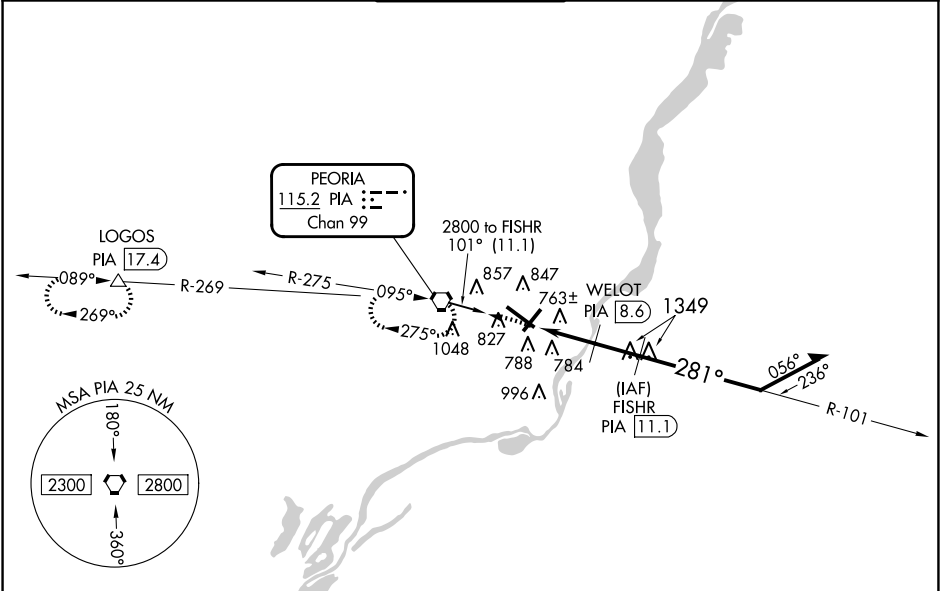 PEORIA
115.2 PIA
Chan 99
2800 to FISHR
101° (11.1)
LOGOS
PIA 17.4
089°
269°
R-269
R-275
095°
275°
857
847
763±
WELOT
PIA 8.6
1349
1048
827
788
784
996
281°
(IAF)
FISHR
PIA 11.1
056°
236°
R-101
MSA PIA 25 NM
180°
2300
2800
360°